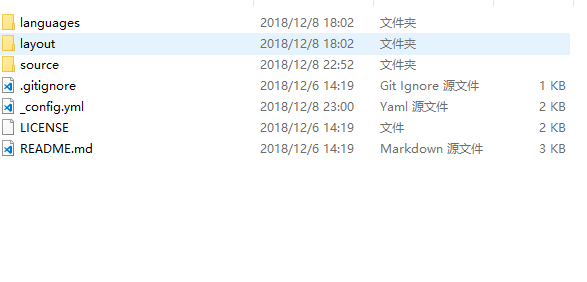 languages 2018/12/8 18:02 文件夹
layout 2018/12/8 18:02 文件夹
source 2018/12/8 22:52 文件夹
.gitignore 2018/12/6 14:19 Git Ignore 源文件 1 KB
_config.yml 2018/12/8 23:00 Yaml 源文件 2 KB
LICENSE 2018/12/6 14:19 文件 2 KB
README.md 2018/12/6 14:19 Markdown 源文件 3 KB